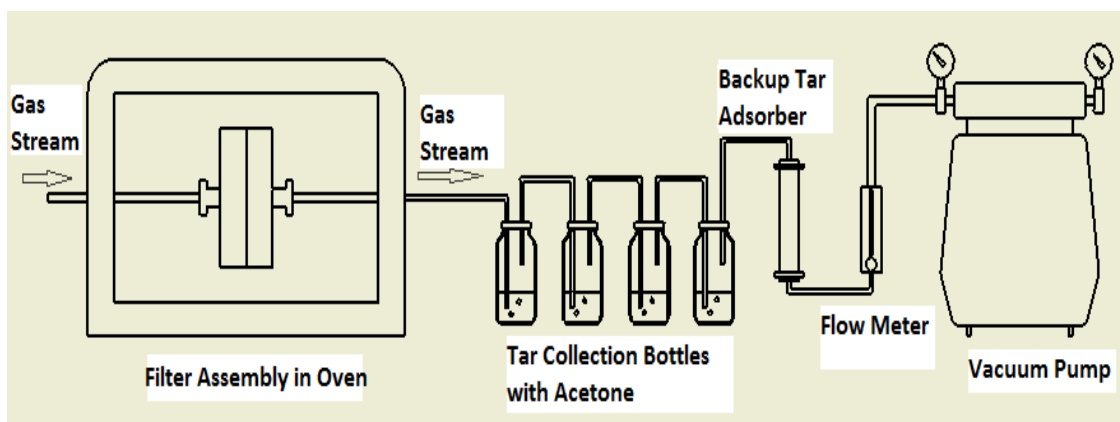 Gas
Stream
Gas
Stream
Backup Tar
Adsorber
Filter Assembly in Oven
Tar Collection Bottles
with Acetone
Flow Meter
Vacuum Pump